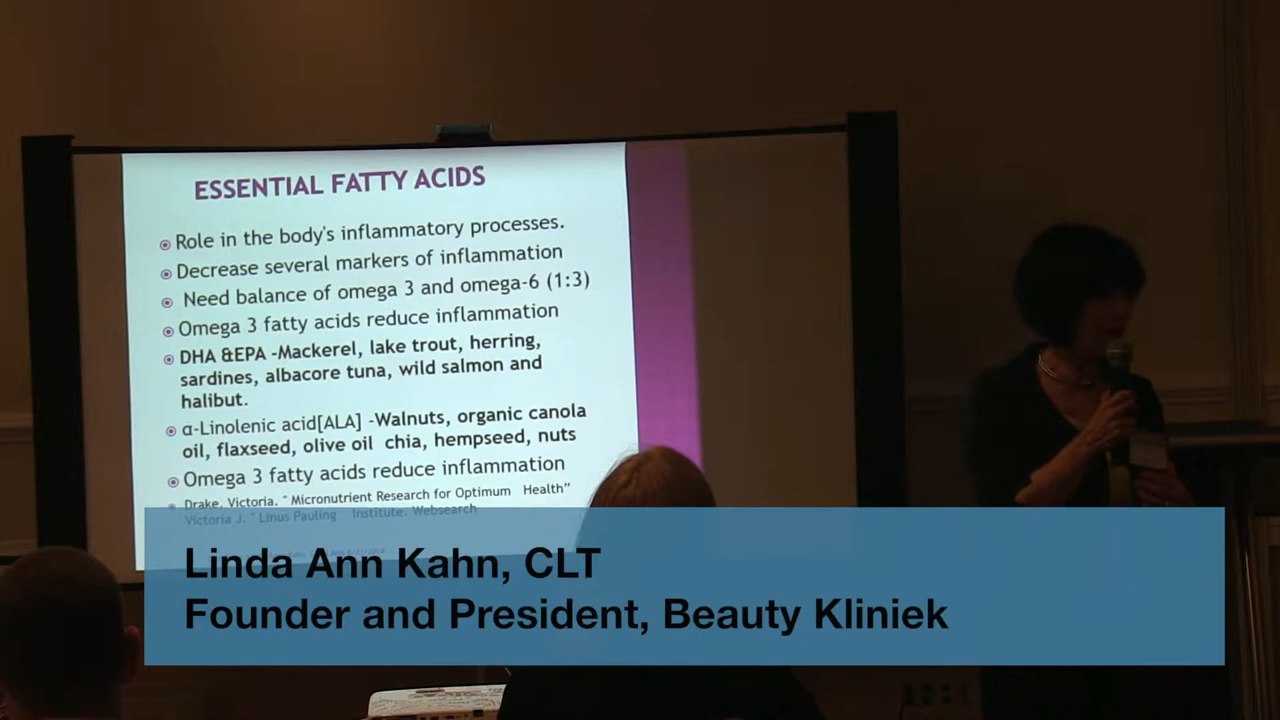 ESSENTIAL FATTY ACIDS
Role in the body's inflammatory processes.
Decrease several markers of inflammation
Need balance of omega 3 and omega-6 (1:3)
Omega 3 fatty acids reduce inflammation
DHA &EPA -Mackerel, lake trout, herring,
sardines, albacore tuna, wild salmon and
halibut.
α-Linolenic acid[ALA] -Walnuts, organic canola
oil, flaxseed, olive oil chia, hempseed, nuts
Omega 3 fatty acids reduce inflammation
Drake, Victoria. " Micronutrient Research for Optimum Health"
Victoria J. " Linus Pauling Institute. Websearch
Linda Ann Kahn, CLT
Founder and President, Beauty Kliniek